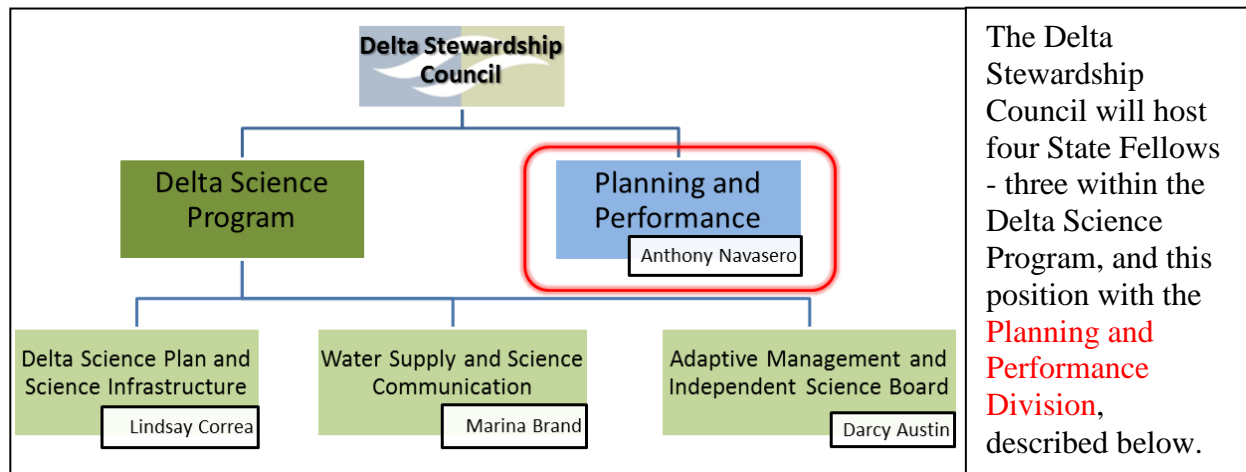 Delta Stewardship
Council
Delta Science
Program
Planning and
Performance
Anthony Navasero
Delta Science Plan and
Science Infrastructure
Lindsay Correa
Water Supply and Science
Communication
Marina Brand
Adaptive Management and
Independent Science Board
Darcy Austin
The Delta
Stewardship
Council will host
four State Fellows
- three within the
Delta Science
Program, and this
position with the
Planning and
Performance
Division,
described below.